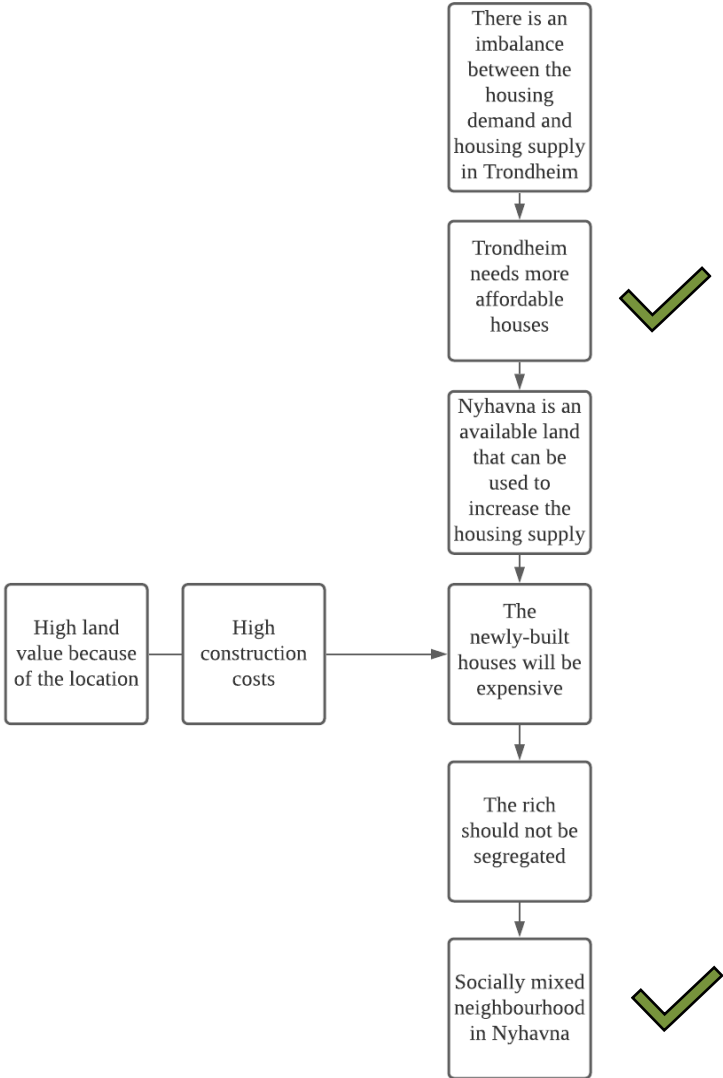 There is an
imbalance
between the
housing
demand and
housing supply
in Trondheim
Trondheim
needs more
affordable
houses
Nyhavna is an
available land
that can be
used to
increase the
housing supply
High land
value because
of the location
High
construction
costs
The
newly-built
houses will be
expensive
The rich
should not be
segregated
Socially mixed
neighbourhood
in Nyhavna